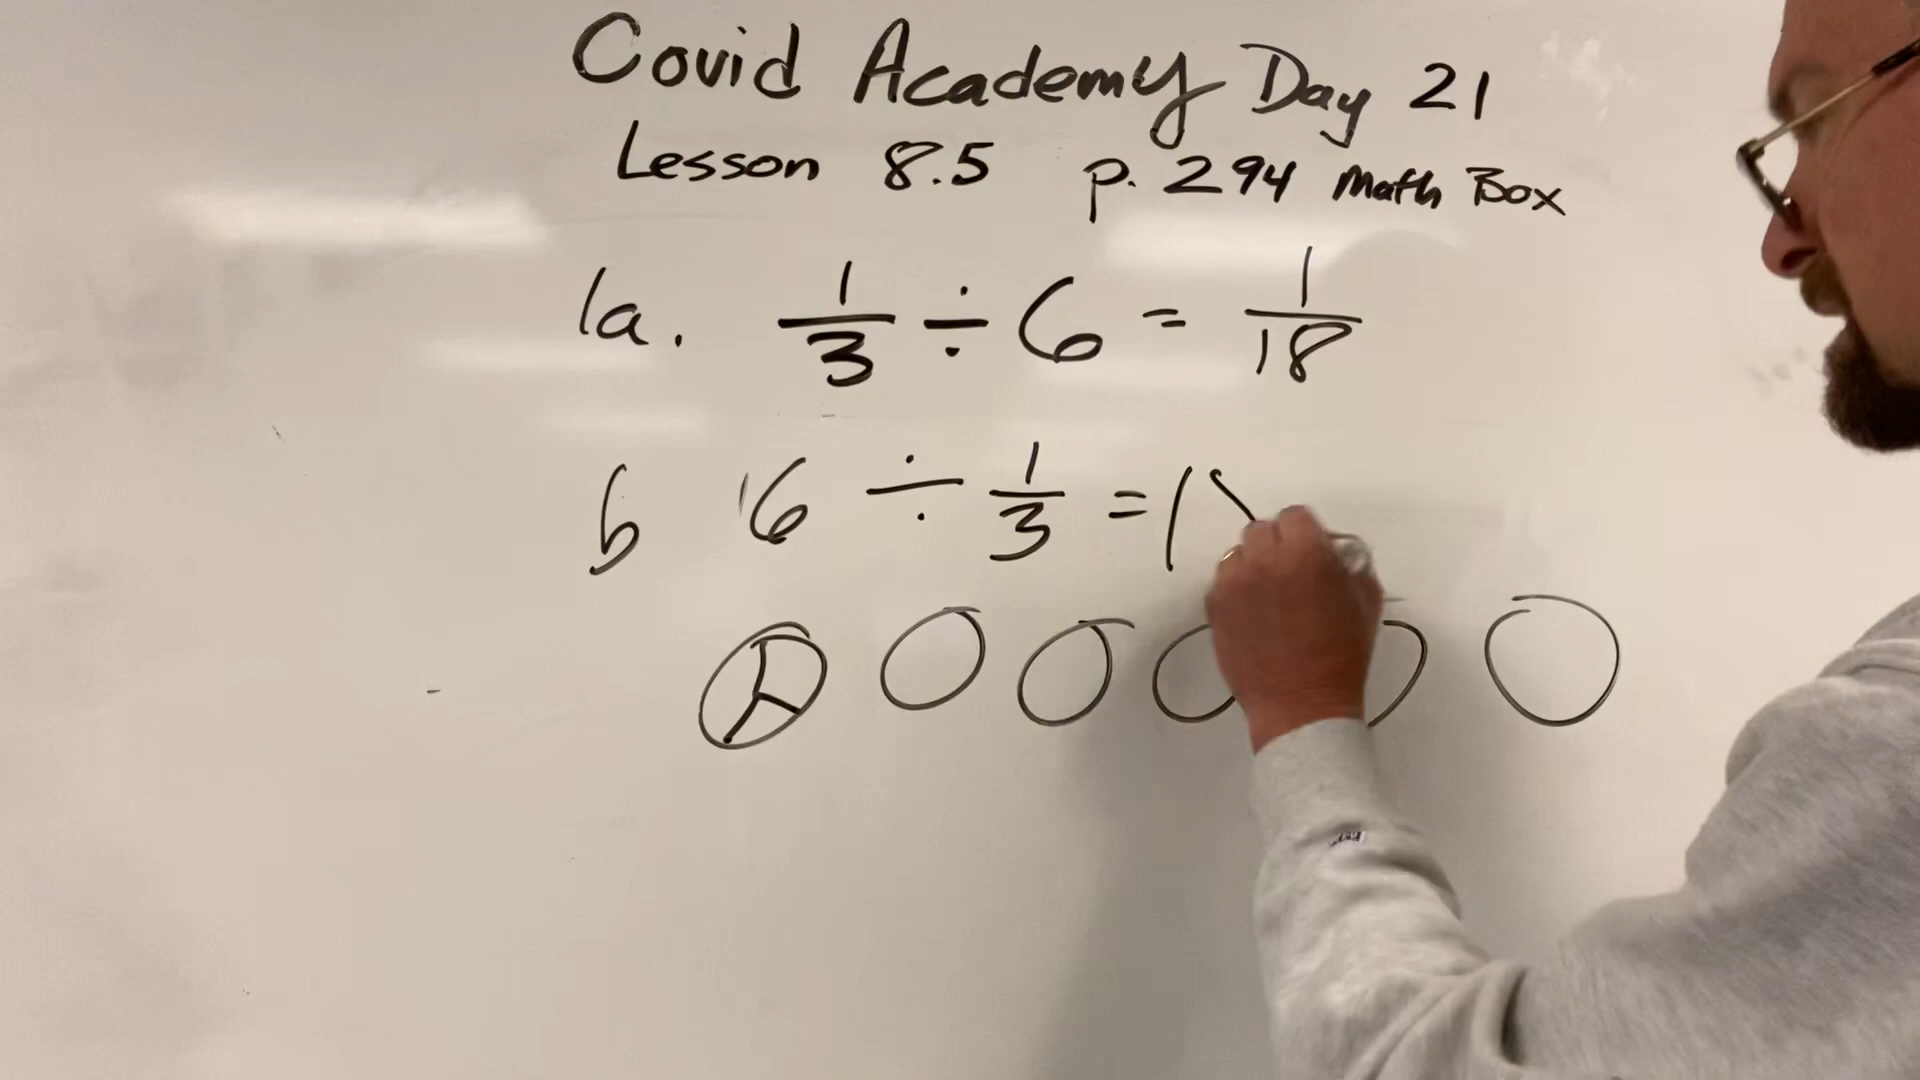 Covid Academy Day 21
Lesson 8.5 p. 294 Math Box
1a. 1/3 ÷ 6 = 1/18
b 6 ÷ 1/3 = 1